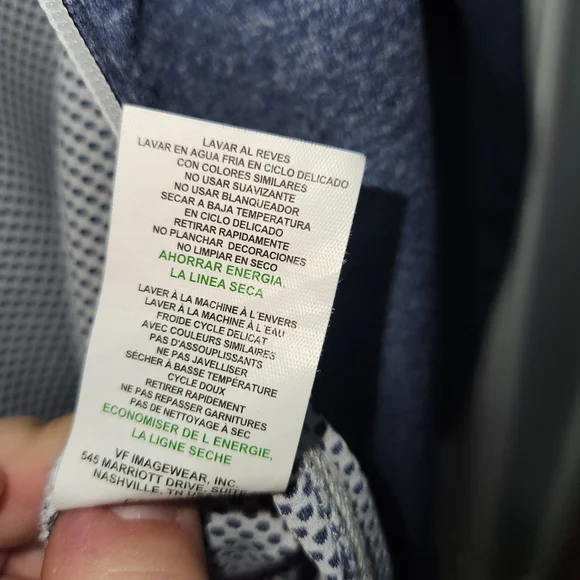 LAVAR AL REVES
LAVAR EN AGUA FRIA EN CICLO DELICADO
CON COLORES SIMILARES
NO USAR SUAVIZANTE
NO USAR BLANQUEADOR
SECAR A BAJA TEMPERATURA
EN CICLO DELICADO
RETIRAR RAPIDAMENTE
NO PLANCHAR DECORACIONES
NO LIMPIAR EN SECO
AHORRAR ENERGIA,
LA LINEA SECA
LAVER À LA MACHINE À L'ENVERS
LAVER À LA MACHINE À L'EAU
FROIDE CYCLE DELICAT
AVEC COULEURS SIMILAIRES
PAS D'ASSOUPLISSANTS
NE PAS JAVELLISER
SÉCHER À BASSE TEMPÉRATURE
CYCLE DOUX
RETIRER RAPIDEMENT
NE PAS REPASSER GARNITURES
PAS DE NETTOYAGE À SEC
ECONOMISER DE L ENERGIE,
LA LIGNE SECHE
VF IMAGEWEAR, INC.
545 MARRIOTT DRIVE, SUITE
NASHVILLE, TN